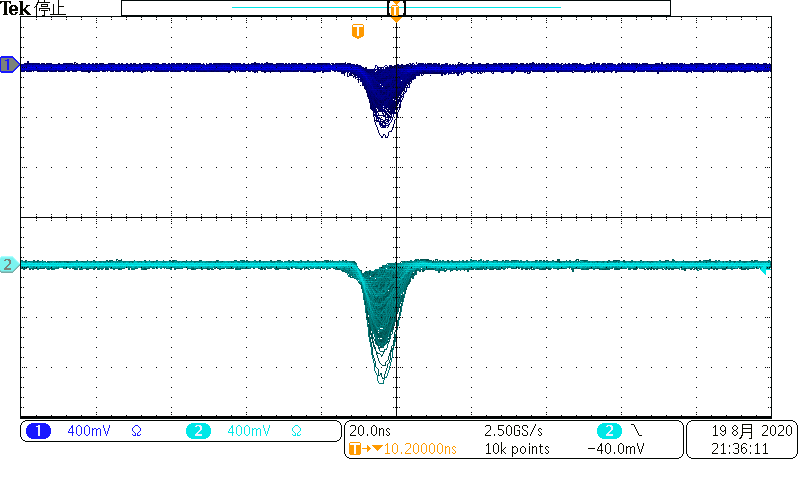 Tek 停止
T
T
1
2
1 400mV Ω 2 400mV Ω
20.0ns 2.50GS/s 2
T→▼10.20000ns 10k points −40.0mV
19 8月 2020
21:36:11